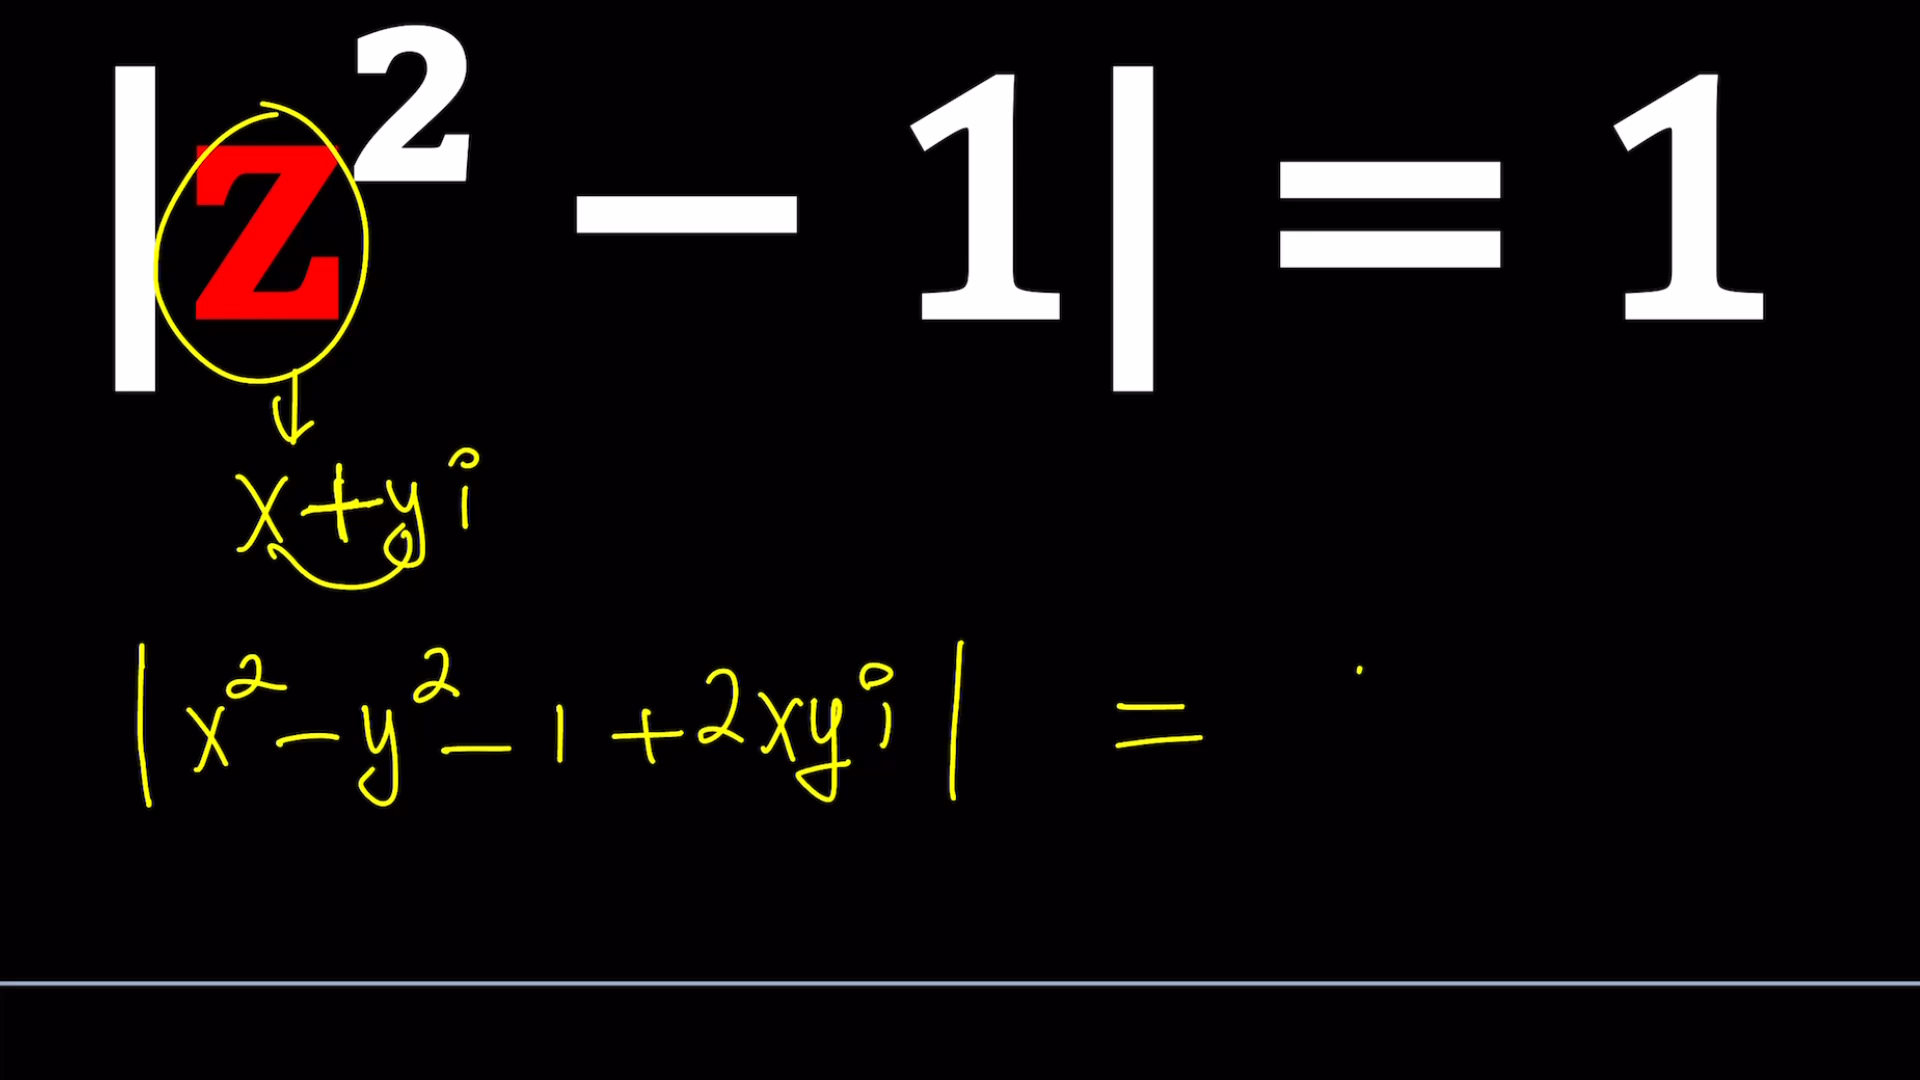 |z² − 1| = 1
x+yi
|x²−y²−1+2xyi| =